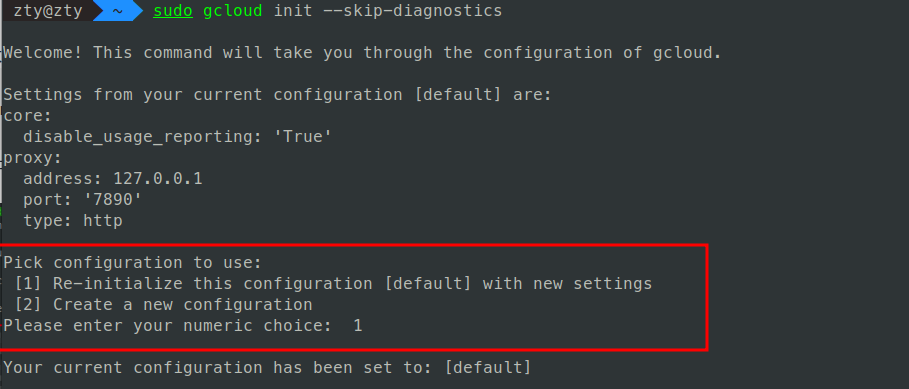 zty@zty ~ sudo gcloud init --skip-diagnostics
Welcome! This command will take you through the configuration of gcloud.
Settings from your current configuration [default] are:
core:
  disable_usage_reporting: 'True'
proxy:
  address: 127.0.0.1
  port: '7890'
  type: http
Pick configuration to use:
 [1] Re-initialize this configuration [default] with new settings
 [2] Create a new configuration
Please enter your numeric choice:  1
Your current configuration has been set to: [default]